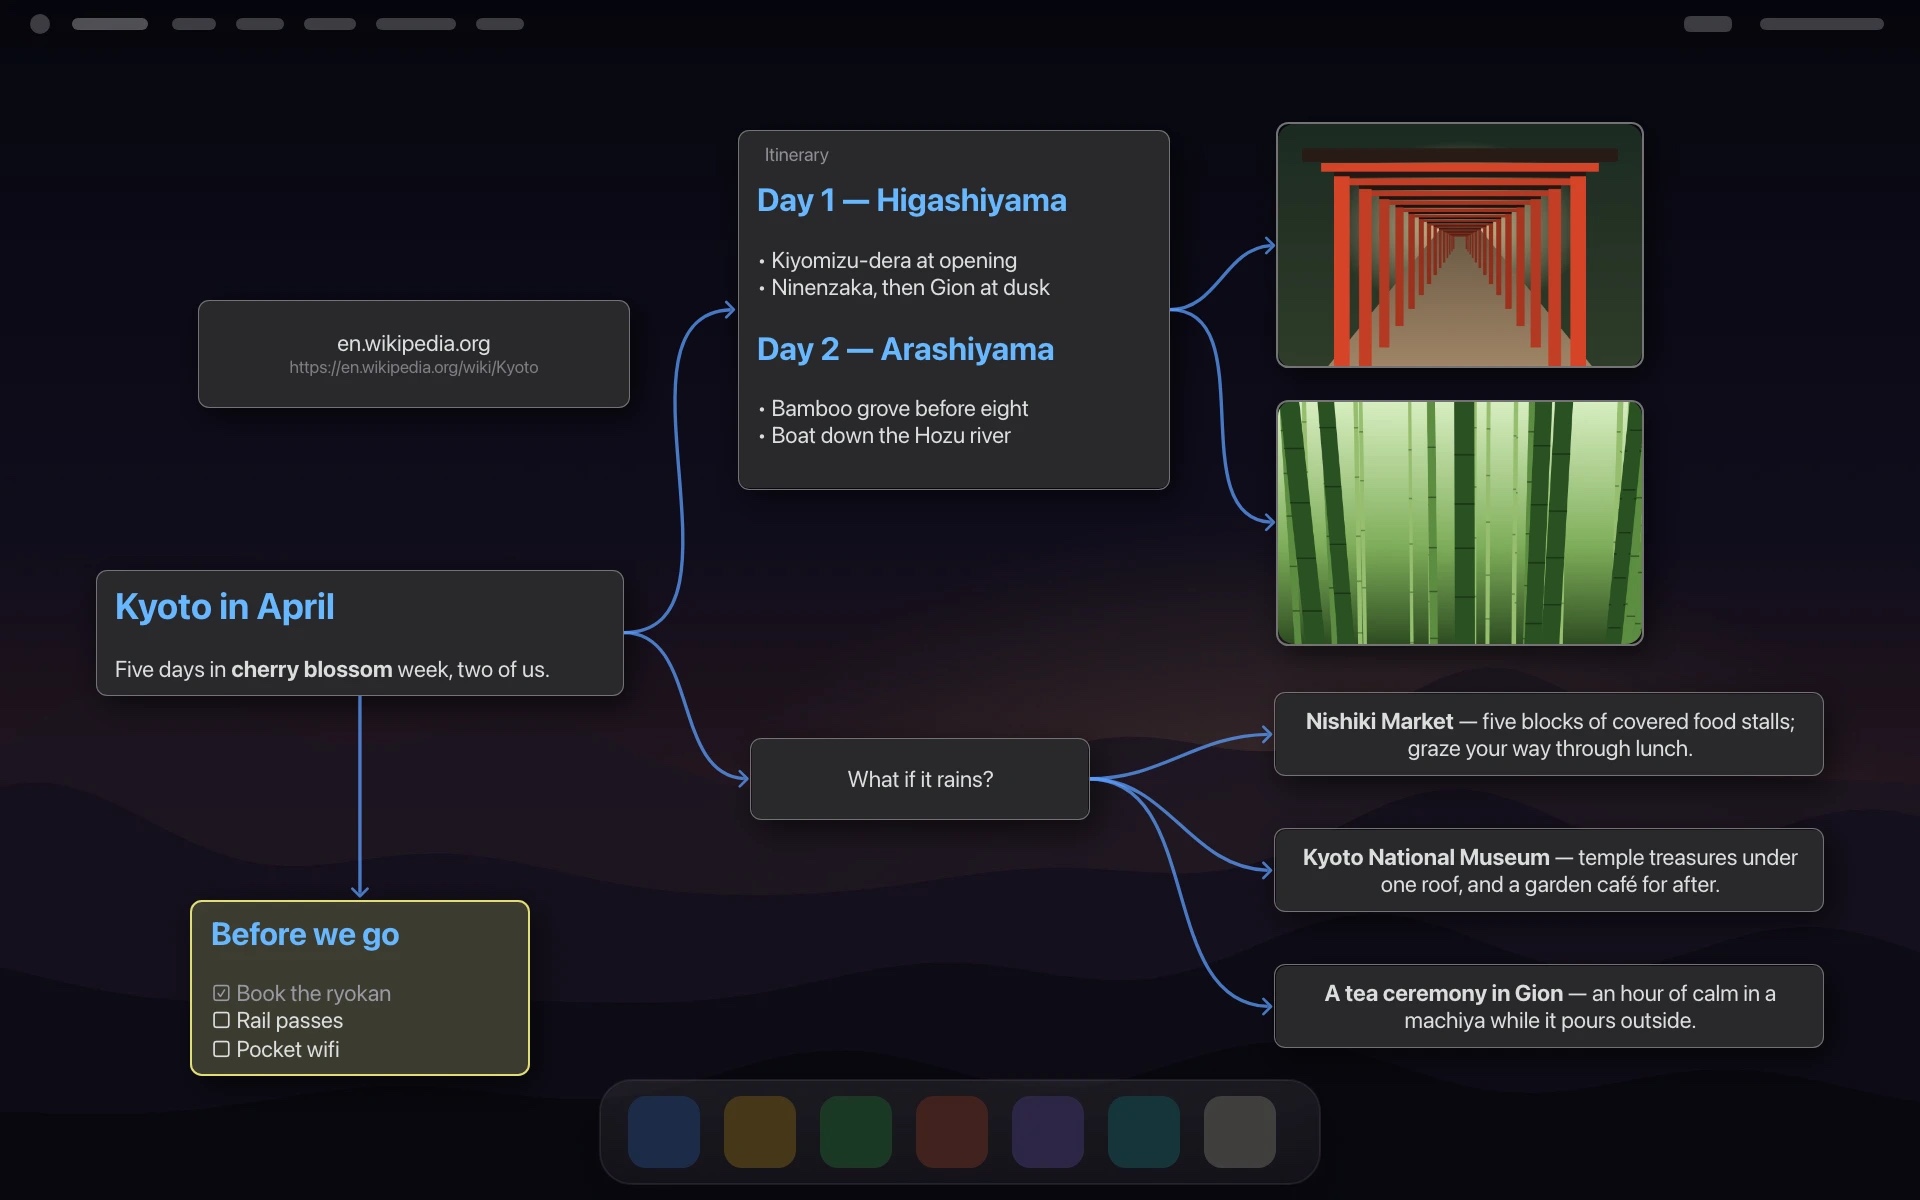 en.wikipedia.org
https://en.wikipedia.org/wiki/Kyoto
Kyoto in April
Five days in cherry blossom week, two of us.
Before we go
☑ Book the ryokan
☐ Rail passes
☐ Pocket wifi
Itinerary
Day 1 — Higashiyama
• Kiyomizu-dera at opening
• Ninenzaka, then Gion at dusk
Day 2 — Arashiyama
• Bamboo grove before eight
• Boat down the Hozu river
What if it rains?
Nishiki Market — five blocks of covered food stalls;
graze your way through lunch.
Kyoto National Museum — temple treasures under
one roof, and a garden café for after.
A tea ceremony in Gion — an hour of calm in a
machiya while it pours outside.